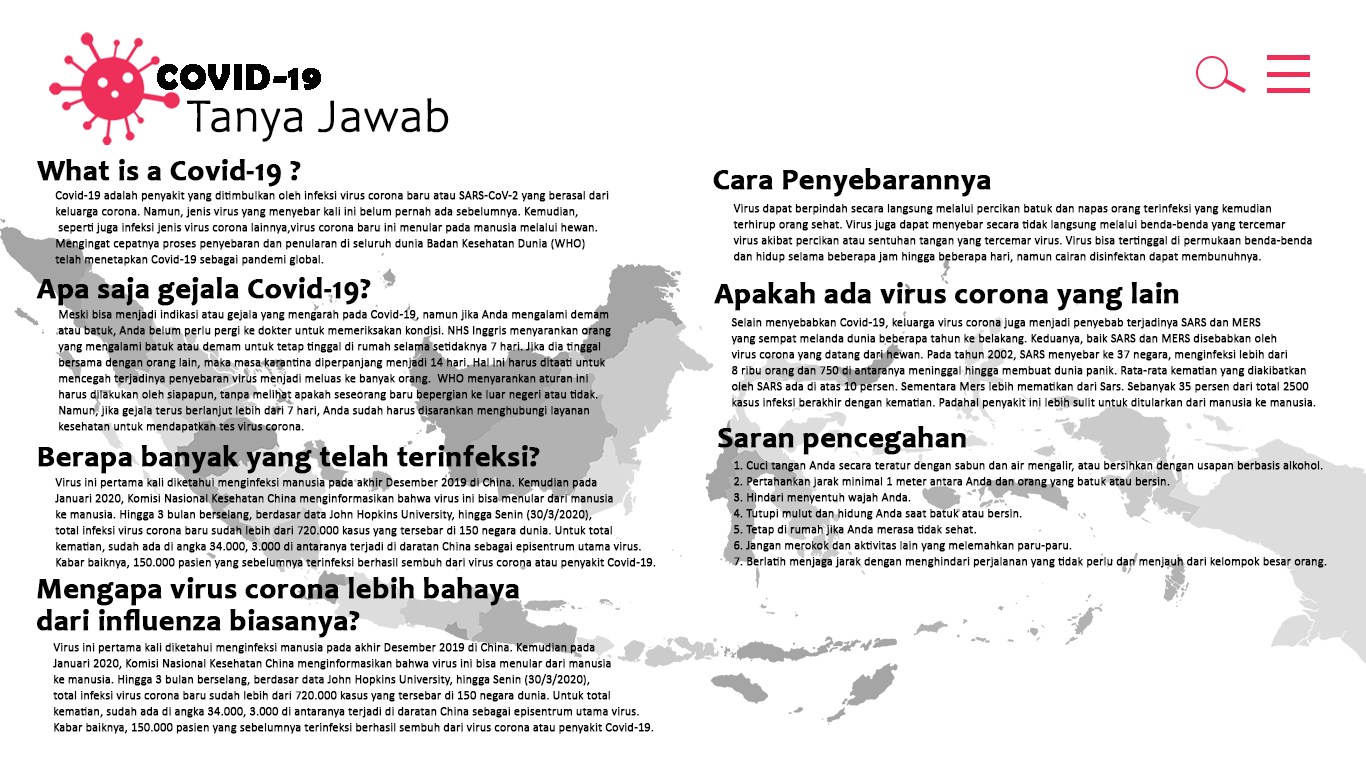 COVID-19
Tanya Jawab
What is a Covid-19 ?
Covid-19 adalah penyakit yang ditimbulkan oleh infeksi virus corona baru atau SARS-CoV-2 yang berasal dari
keluarga corona. Namun, jenis virus yang menyebar kali ini belum pernah ada sebelumnya. Kemudian,
seperti juga infeksi jenis virus corona lainnya,virus corona baru ini menular pada manusia melalui hewan.
Mengingat cepatnya proses penyebaran dan penularan di seluruh dunia Badan Kesehatan Dunia (WHO)
telah menetapkan Covid-19 sebagai pandemi global.
Apa saja gejala Covid-19?
Meski bisa menjadi indikasi atau gejala yang mengarah pada Covid-19, namun jika Anda mengalami demam
atau batuk, Anda belum perlu pergi ke dokter untuk memeriksakan kondisi. NHS Inggris menyarankan orang
yang mengalami batuk atau demam untuk tetap tinggal di rumah selama setidaknya 7 hari. Jika dia tinggal
bersama dengan orang lain, maka masa karantina diperpanjang menjadi 14 hari. Hal ini harus ditaati untuk
mencegah terjadinya penyebaran virus menjadi meluas ke banyak orang. WHO menyarankan aturan ini
harus dilakukan oleh siapapun, tanpa melihat apakah seseorang baru bepergian ke luar negeri atau tidak.
Namun, jika gejala terus berlanjut lebih dari 7 hari, Anda sudah harus disarankan menghubungi layanan
kesehatan untuk mendapatkan tes virus corona.
Berapa banyak yang telah terinfeksi?
Virus ini pertama kali diketahui menginfeksi manusia pada akhir Desember 2019 di China. Kemudian pada
Januari 2020, Komisi Nasional Kesehatan China menginformasikan bahwa virus ini bisa menular dari manusia
ke manusia. Hingga 3 bulan berselang, berdasar data John Hopkins University, hingga Senin (30/3/2020),
total infeksi virus corona baru sudah lebih dari 720.000 kasus yang tersebar di 150 negara dunia. Untuk total
kematian, sudah ada di angka 34.000, 3.000 di antaranya terjadi di daratan China sebagai episentrum utama virus.
Kabar baiknya, 150.000 pasien yang sebelumnya terinfeksi berhasil sembuh dari virus corona atau penyakit Covid-19.
Mengapa virus corona lebih bahaya
dari influenza biasanya?
Virus ini pertama kali diketahui menginfeksi manusia pada akhir Desember 2019 di China. Kemudian pada
Januari 2020, Komisi Nasional Kesehatan China menginformasikan bahwa virus ini bisa menular dari manusia
ke manusia. Hingga 3 bulan berselang, berdasar data John Hopkins University, hingga Senin (30/3/2020),
total infeksi virus corona baru sudah lebih dari 720.000 kasus yang tersebar di 150 negara dunia. Untuk total
kematian, sudah ada di angka 34.000, 3.000 di antaranya terjadi di daratan China sebagai episentrum utama virus.
Kabar baiknya, 150.000 pasien yang sebelumnya terinfeksi berhasil sembuh dari virus corona atau penyakit Covid-19.
Cara Penyebarannya
Virus dapat berpindah secara langsung melalui percikan batuk dan napas orang terinfeksi yang kemudian
terhirup orang sehat. Virus juga dapat menyebar secara tidak langsung melalui benda-benda yang tercemar
virus akibat percikan atau sentuhan tangan yang tercemar virus. Virus bisa tertinggal di permukaan benda-benda
dan hidup selama beberapa jam hingga beberapa hari, namun cairan disinfektan dapat membunuhnya.
Apakah ada virus corona yang lain
Selain menyebabkan Covid-19, keluarga virus corona juga menjadi penyebab terjadinya SARS dan MERS
yang sempat melanda dunia beberapa tahun ke belakang. Keduanya, baik SARS dan MERS disebabkan oleh
virus corona yang datang dari hewan. Pada tahun 2002, SARS menyebar ke 37 negara, menginfeksi lebih dari
8 ribu orang dan 750 di antaranya meninggal hingga membuat dunia panik. Rata-rata kematian yang diakibatkan
oleh SARS ada di atas 10 persen. Sementara Mers lebih mematikan dari Sars. Sebanyak 35 persen dari total 2500
kasus infeksi berakhir dengan kematian. Padahal penyakit ini lebih sulit untuk ditularkan dari manusia ke manusia.
Saran pencegahan
1. Cuci tangan Anda secara teratur dengan sabun dan air mengalir, atau bersihkan dengan usapan berbasis alkohol.
2. Pertahankan jarak minimal 1 meter antara Anda dan orang yang batuk atau bersin.
3. Hindari menyentuh wajah Anda.
4. Tutupi mulut dan hidung Anda saat batuk atau bersin.
5. Tetap di rumah jika Anda merasa tidak sehat.
6. Jangan merokok dan aktivitas lain yang melemahkan paru-paru.
7. Berlatih menjaga jarak dengan menghindari perjalanan yang tidak perlu dan menjauh dari kelompok besar orang.